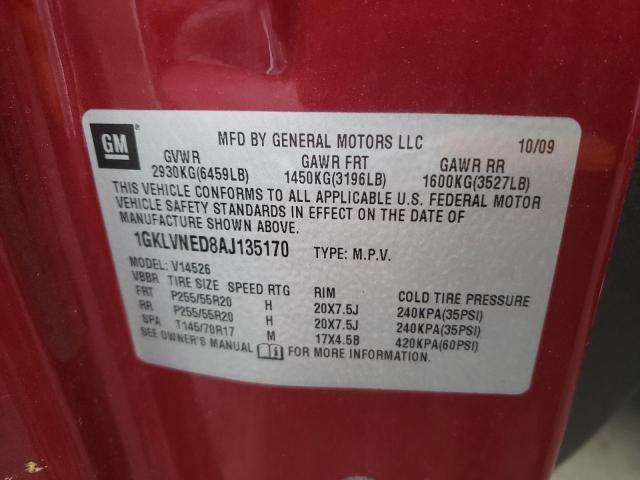 GM ®
MFD BY GENERAL MOTORS LLC 10/09
GVWR GAWR FRT GAWR RR
2930KG(6459LB) 1450KG(3196LB) 1600KG(3527LB)
THIS VEHICLE CONFORMS TO ALL APPLICABLE U.S. FEDERAL MOTOR
VEHICLE SAFETY STANDARDS IN EFFECT ON THE DATE OF
MANUFACTURE SHOWN ABOVE.
1GKLVNED8AJ135170 TYPE: M.P.V.
MODEL: V14526
VBBR TIRE SIZE SPEED RTG RIM COLD TIRE PRESSURE
FRT P255/55R20 H 20X7.5J 240KPA(35PSI)
RR P255/55R20 H 20X7.5J 240KPA(35PSI)
SPA T145/70R17 M 17X4.5B 420KPA(60PSI)
SEE OWNER'S MANUAL FOR MORE INFORMATION.